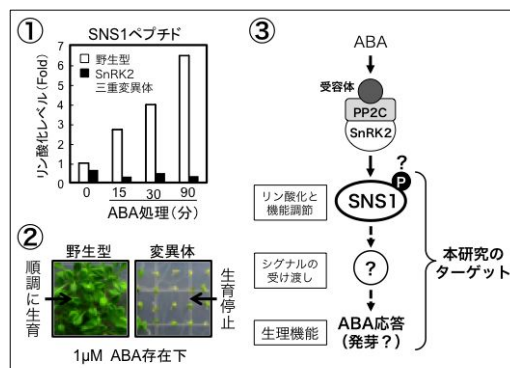 ①
SNS1ペプチド
リン酸化レベル(Fold)
7
6
5
4
3
2
1
0
野生型
SnRK2
三重変異体
0 15 30 90
ABA処理(分)
②
野生型 変異体
順調に生育
生育停止
1μM ABA存在下
③
ABA
受容体
PP2C
SnRK2
?
P
リン酸化と
機能調節
SNS1
シグナルの
受け渡し
?
生理機能
ABA応答
(発芽?)
本研究の
ターゲット